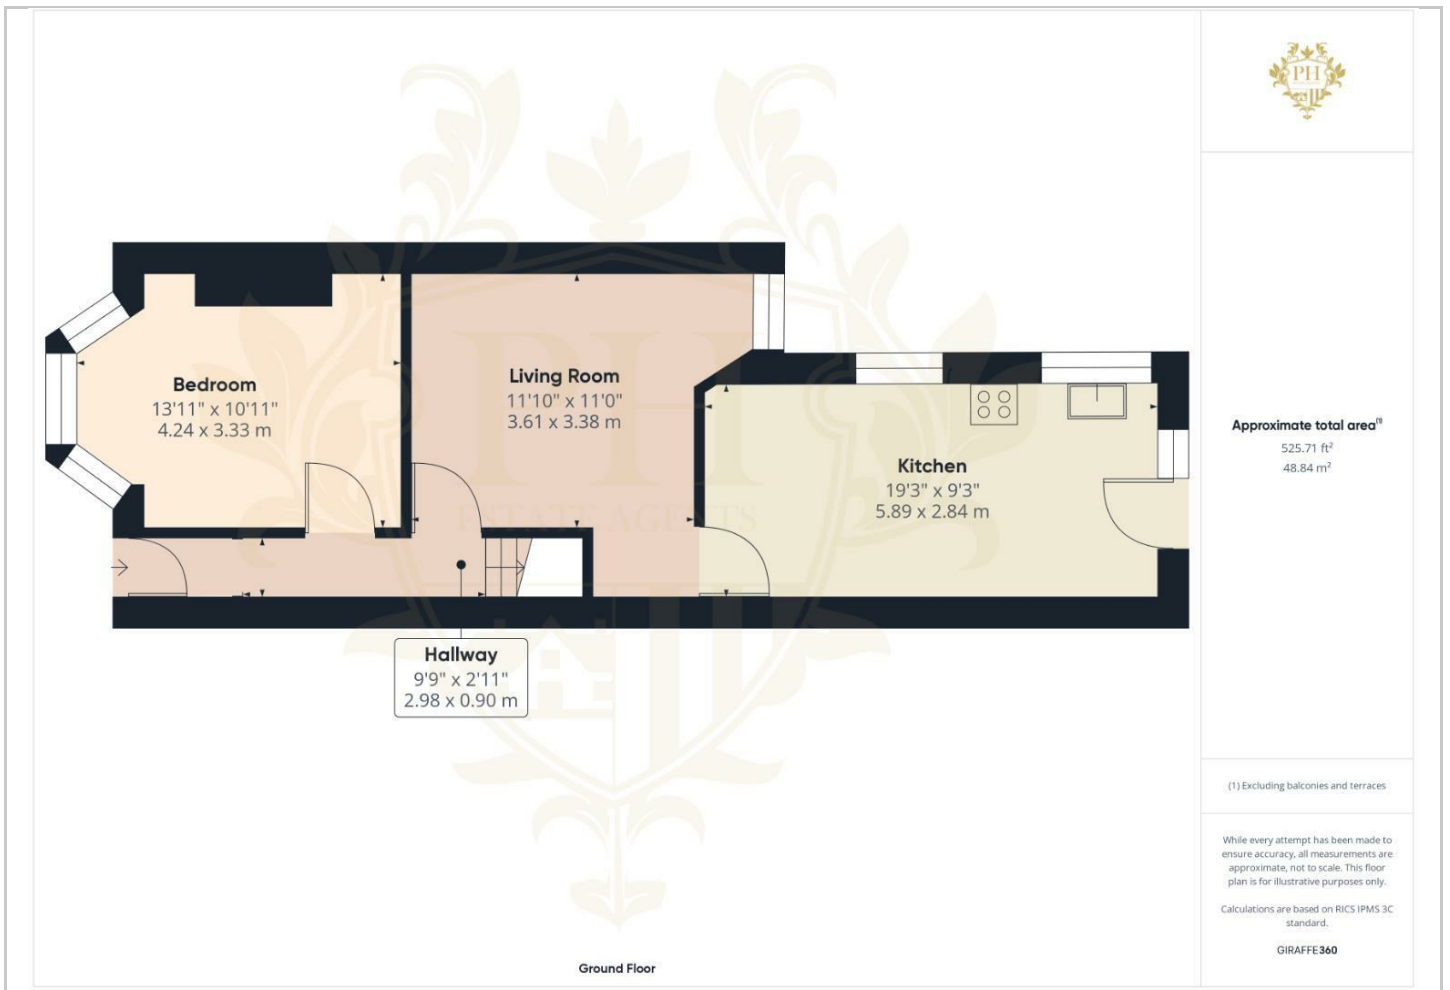 PH
Bedroom
13'11" x 10'11"
4.24 x 3.33 m
Living Room
11'10" x 11'0"
3.61 x 3.38 m
Kitchen
19'3" x 9'3"
5.89 x 2.84 m
Hallway
9'9" x 2'11"
2.98 x 0.90 m
PH
ESTATE AGENTS
Ground Floor
Approximate total area⁽¹⁾
525.71 ft²
48.84 m²
(1) Excluding balconies and terraces
While every attempt has been made to
ensure accuracy, all measurements are
approximate, not to scale. This floor
plan is for illustrative purposes only.
Calculations are based on RICS IPMS 3C
standard.
GIRAFFE360